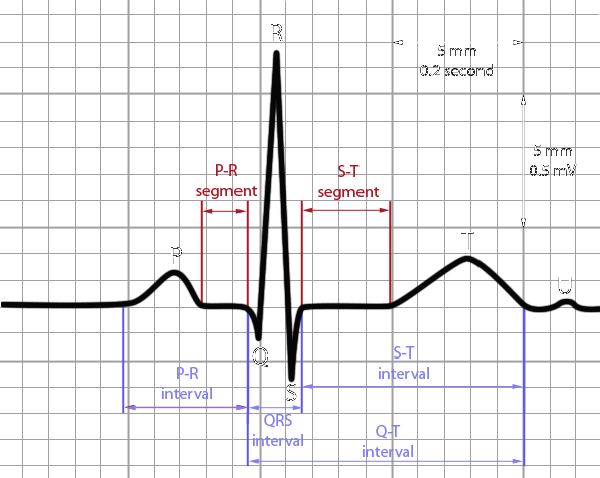 R
5 mm
0.2 second
5 mm
0.5 mV
P-R
segment
S-T
segment
P
T
U
Q
S
P-R
interval
S-T
interval
QRS
interval
Q-T
interval